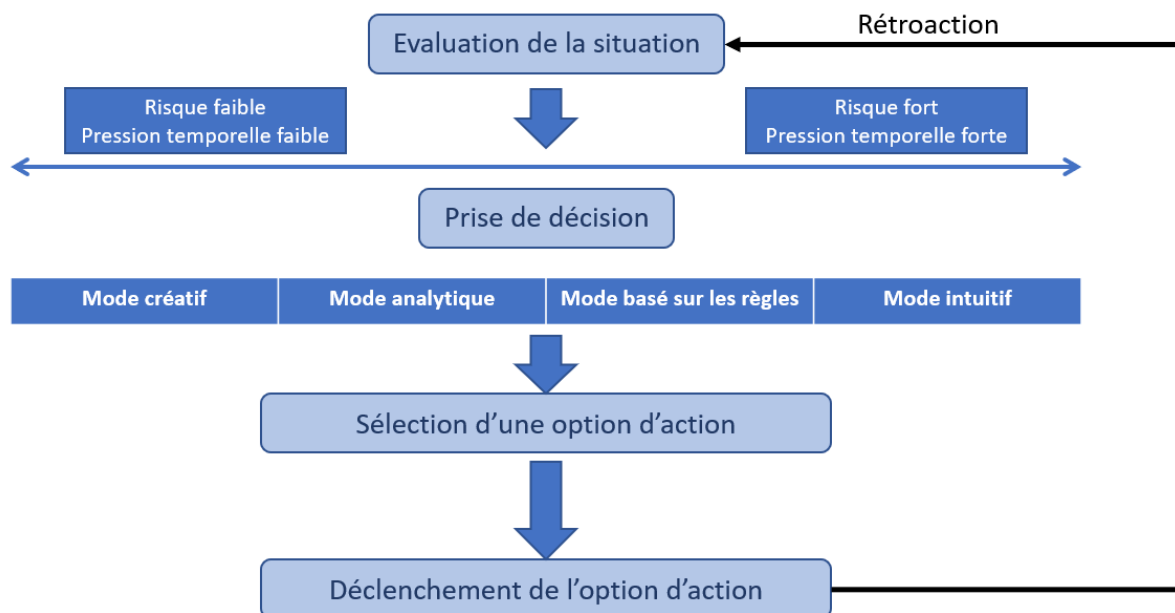 Evaluation de la situation
Rétroaction
Risque faible
Pression temporelle faible
Risque fort
Pression temporelle forte
Prise de décision
Mode créatif
Mode analytique
Mode basé sur les règles
Mode intuitif
Sélection d’une option d’action
Déclenchement de l’option d’action